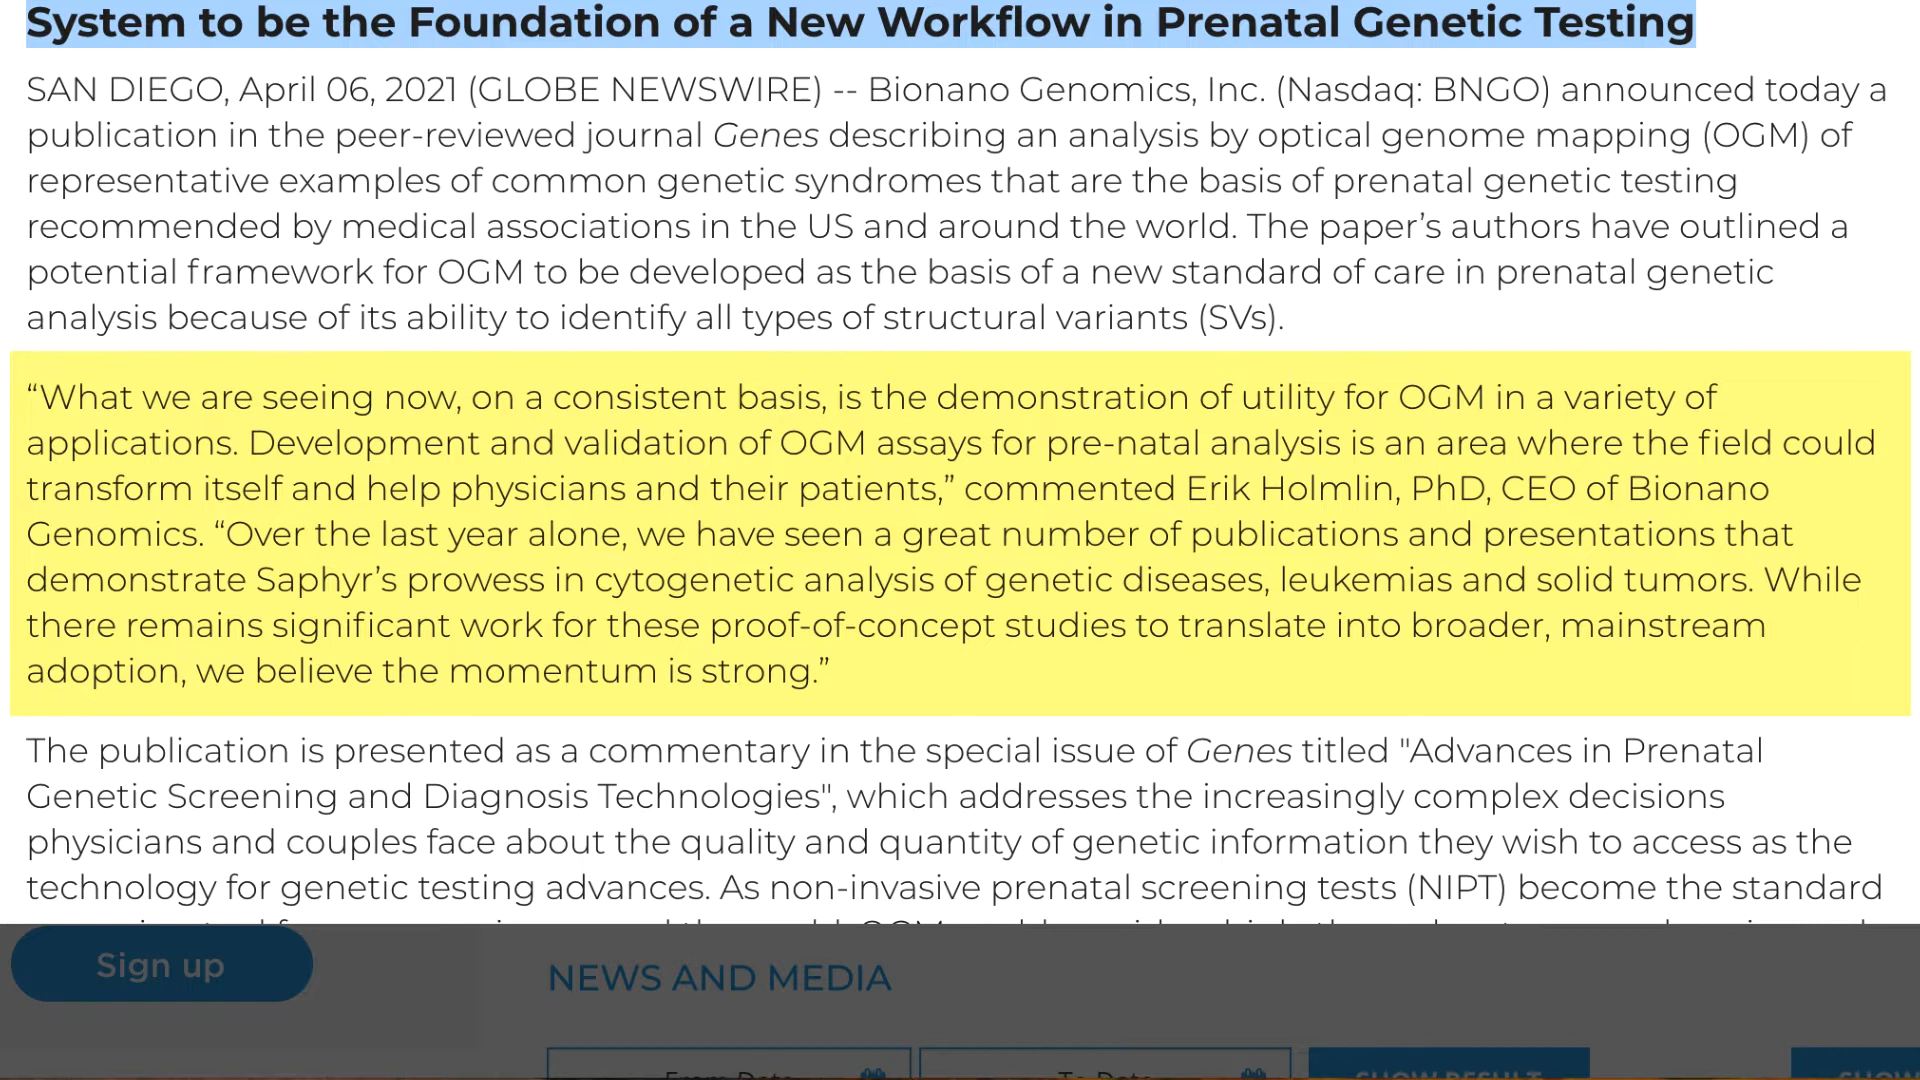 System to be the Foundation of a New Workflow in Prenatal Genetic Testing
SAN DIEGO, April 06, 2021 (GLOBE NEWSWIRE) -- Bionano Genomics, Inc. (Nasdaq: BNGO) announced today a
publication in the peer-reviewed journal Genes describing an analysis by optical genome mapping (OGM) of
representative examples of common genetic syndromes that are the basis of prenatal genetic testing
recommended by medical associations in the US and around the world. The paper’s authors have outlined a
potential framework for OGM to be developed as the basis of a new standard of care in prenatal genetic
analysis because of its ability to identify all types of structural variants (SVs).
“What we are seeing now, on a consistent basis, is the demonstration of utility for OGM in a variety of
applications. Development and validation of OGM assays for pre-natal analysis is an area where the field could
transform itself and help physicians and their patients,” commented Erik Holmlin, PhD, CEO of Bionano
Genomics. “Over the last year alone, we have seen a great number of publications and presentations that
demonstrate Saphyr’s prowess in cytogenetic analysis of genetic diseases, leukemias and solid tumors. While
there remains significant work for these proof-of-concept studies to translate into broader, mainstream
adoption, we believe the momentum is strong.”
The publication is presented as a commentary in the special issue of Genes titled "Advances in Prenatal
Genetic Screening and Diagnosis Technologies", which addresses the increasingly complex decisions
physicians and couples face about the quality and quantity of genetic information they wish to access as the
technology for genetic testing advances. As non-invasive prenatal screening tests (NIPT) become the standard
Sign up
NEWS AND MEDIA
From Date
To Date
SHOW RESULT
SHOW